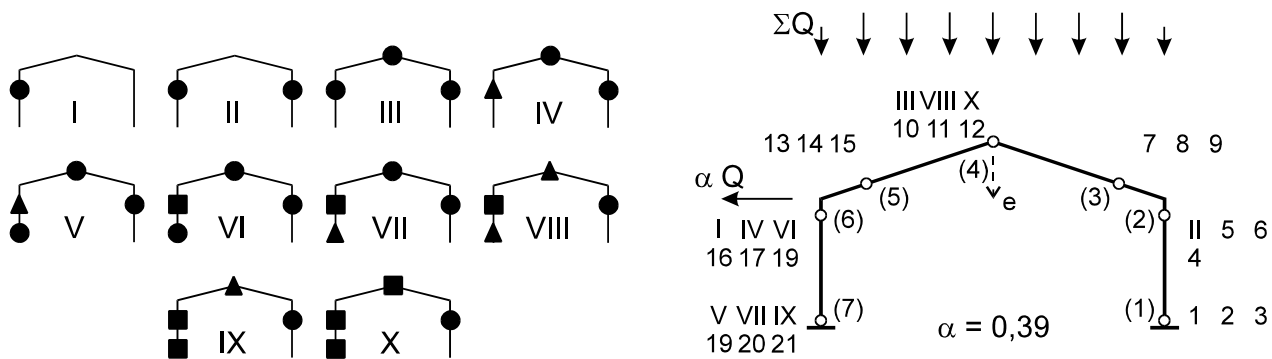 I II III IV
V VI VII VIII
IX X
ΣQ
III VIII X
10 11 12
13 14 15
7 8 9
(4)
α Q
(5)
e
(3)
(6)
(2)
I IV VI
16 17 19
II 5 6
4
V VII IX
19 20 21
(7)
α = 0,39
(1)
1 2 3